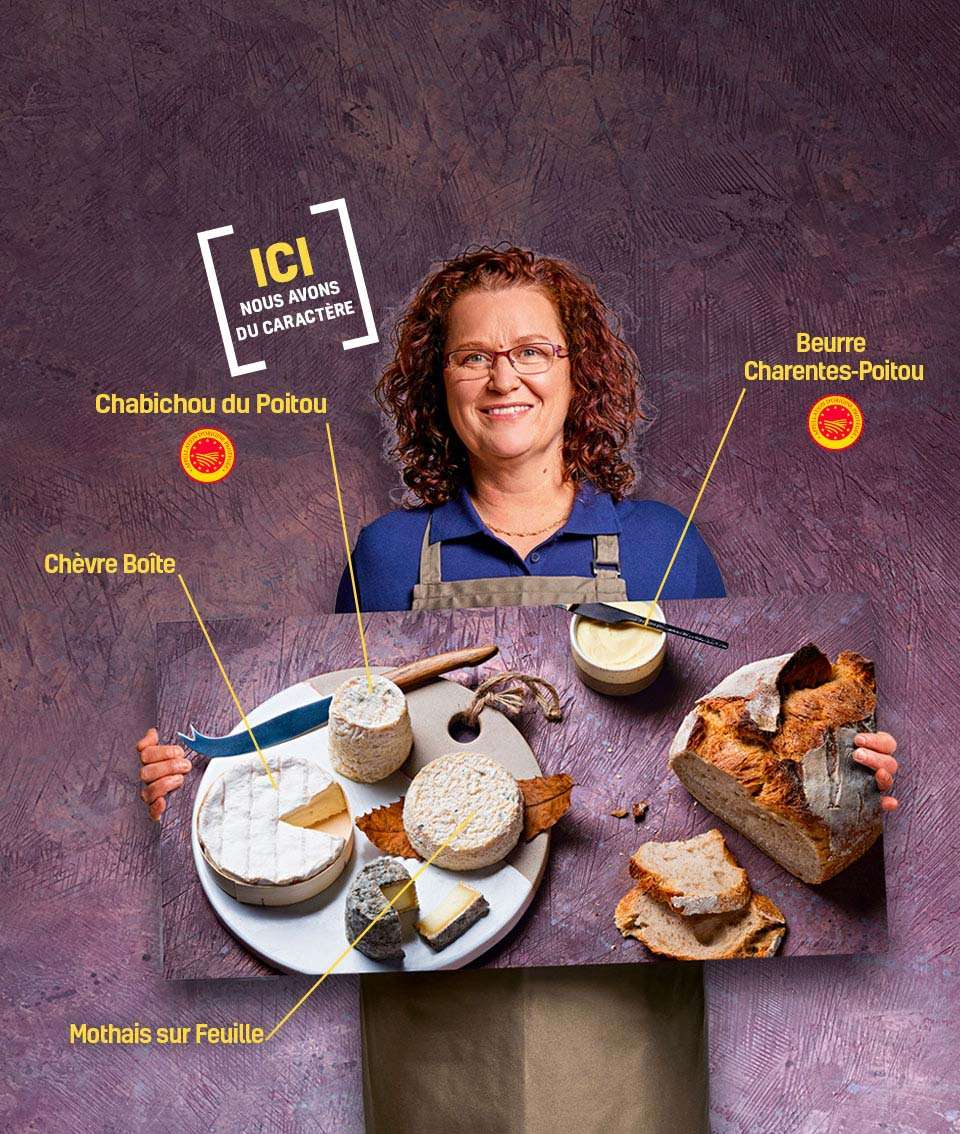 ICI
NOUS AVONS
DU CARACTÈRE
Beurre
Charentes-Poitou
Chabichou du Poitou
Chèvre Boîte
Mothais sur Feuille